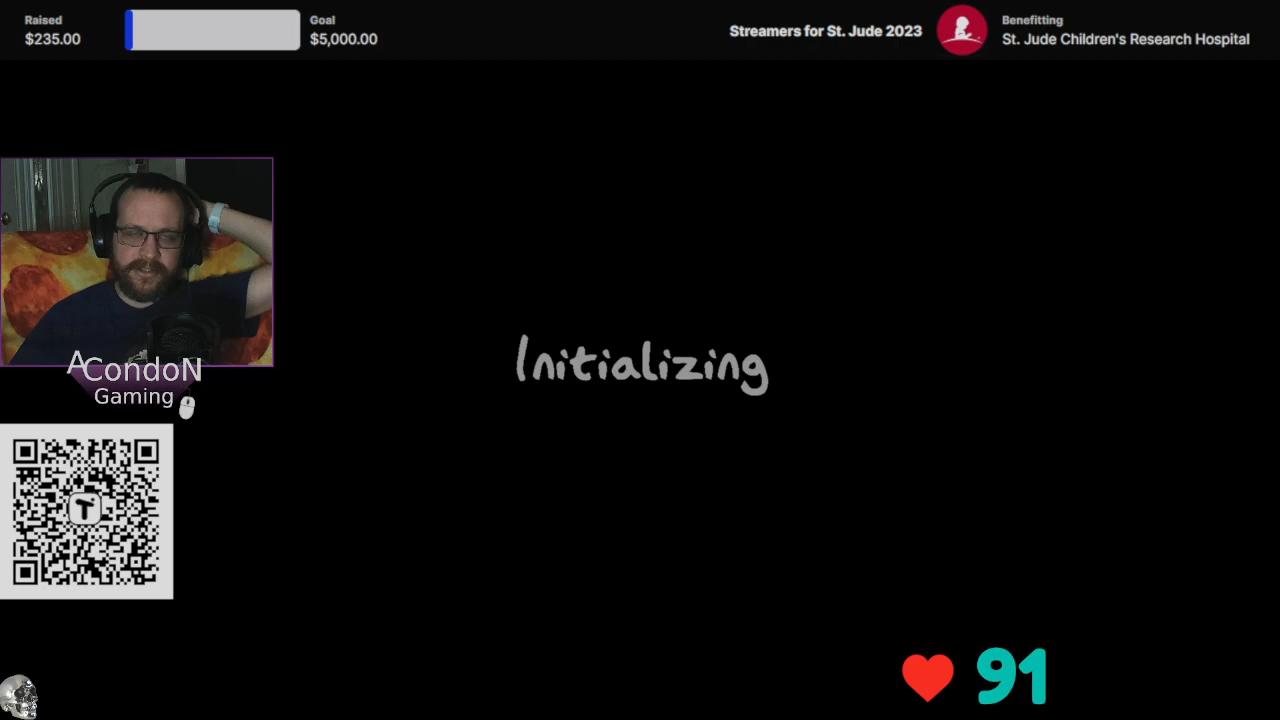 Raised
$235.00
Goal
$5,000.00
Streamers for St. Jude 2023
Benefitting
St. Jude Children's Research Hospital
Initializing
ACondoN
Gaming
T
91